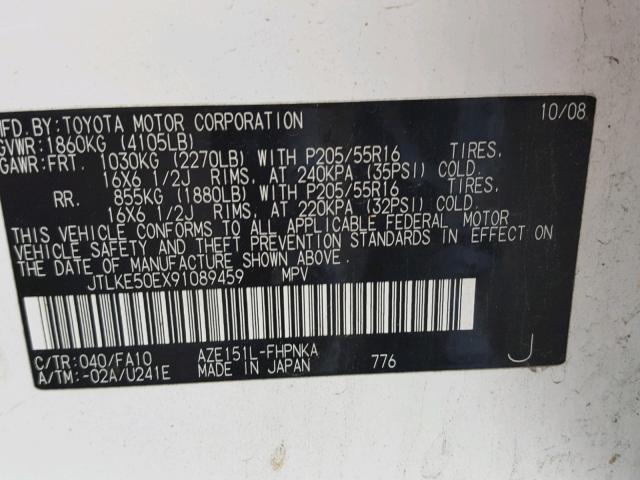 MFD. BY: TOYOTA MOTOR CORPORATION 10/08
GVWR: 1860KG (4105LB)
GAWR: FRT. 1030KG (2270LB) WITH P205/55R16 TIRES,
16X6 1/2J RIMS, AT 240KPA (35PSI) COLD.
RR. 855KG (1880LB) WITH P205/55R16 TIRES,
16X6 1/2J RIMS, AT 220KPA (32PSI) COLD.
THIS VEHICLE CONFORMS TO ALL APPLICABLE FEDERAL MOTOR
VEHICLE SAFETY AND THEFT PREVENTION STANDARDS IN EFFECT ON
THE DATE OF MANUFACTURE SHOWN ABOVE.
JTLKE50EX91089459 MPV
C/TR: 040/FA10 AZE151L-FHPNKA
A/TM: -02A/U241E MADE IN JAPAN 776 J